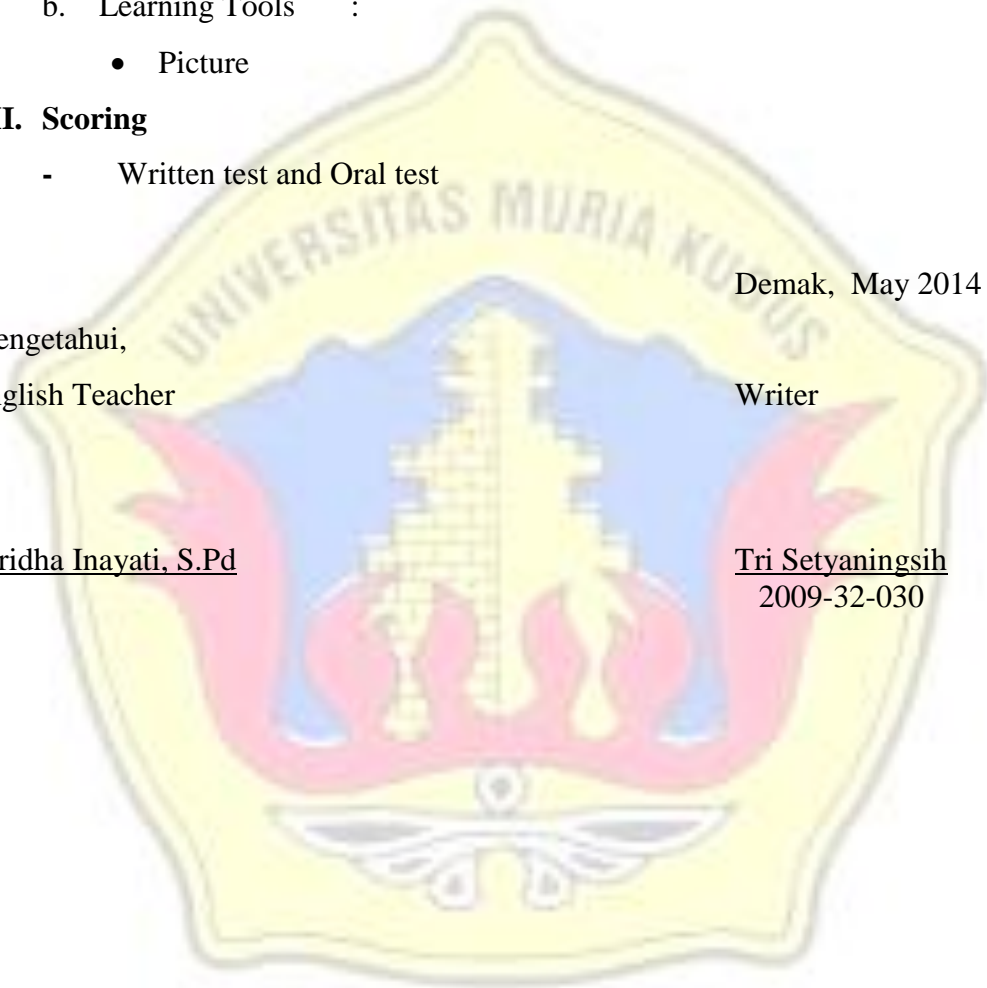 b. Learning Tools :
• Picture
II. Scoring
- Written test and Oral test
UNIVERSITAS MURIA KUDUS
Demak, May 2014
engetahui,
glish Teacher Writer
ridha Inayati, S.Pd Tri Setyaningsih
2009-32-030